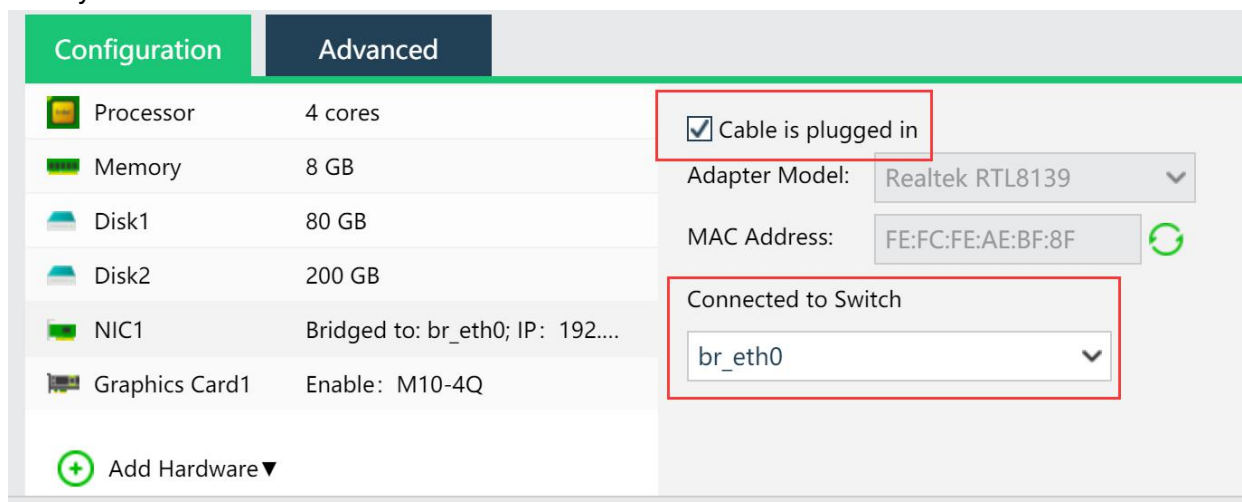 Configuration Advanced
Processor 4 cores
Memory 8 GB
Disk1 80 GB
Disk2 200 GB
NIC1 Bridged to: br_eth0; IP: 192....
Graphics Card1 Enable: M10-4Q
Add Hardware▼
Cable is plugged in
Adapter Model: Realtek RTL8139
MAC Address: FE:FC:FE:AE:BF:8F
Connected to Switch
br_eth0